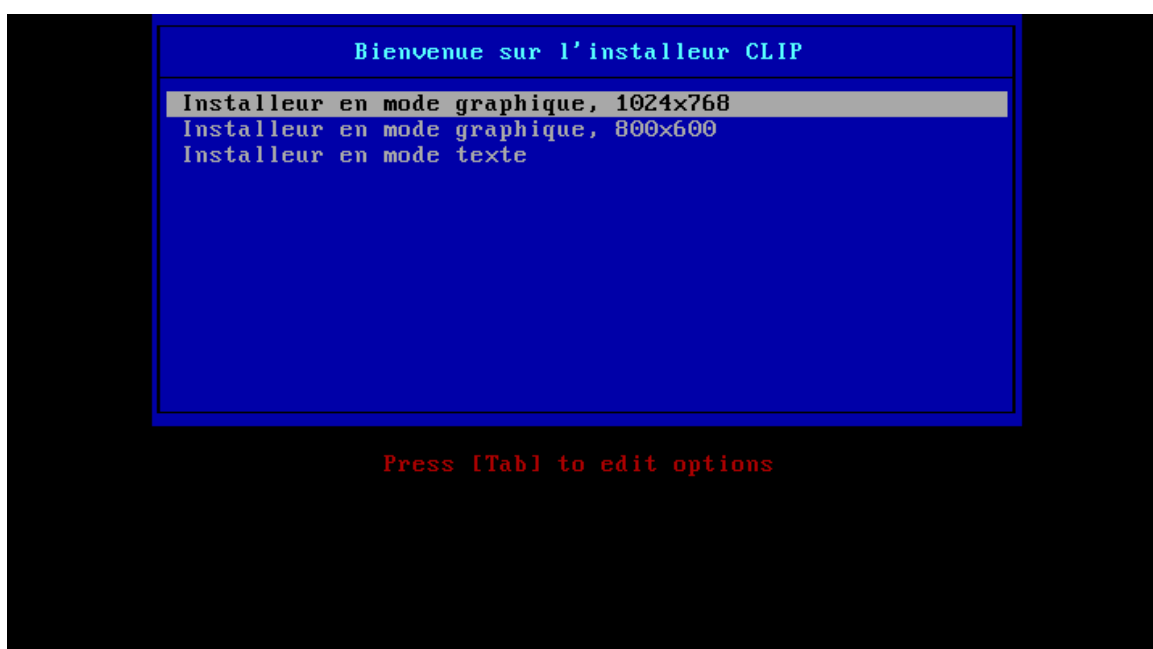 Bienvenue sur l'installeur CLIP
Installeur en mode graphique, 1024x768
Installeur en mode graphique, 800x600
Installeur en mode texte
Press [Tab] to edit options